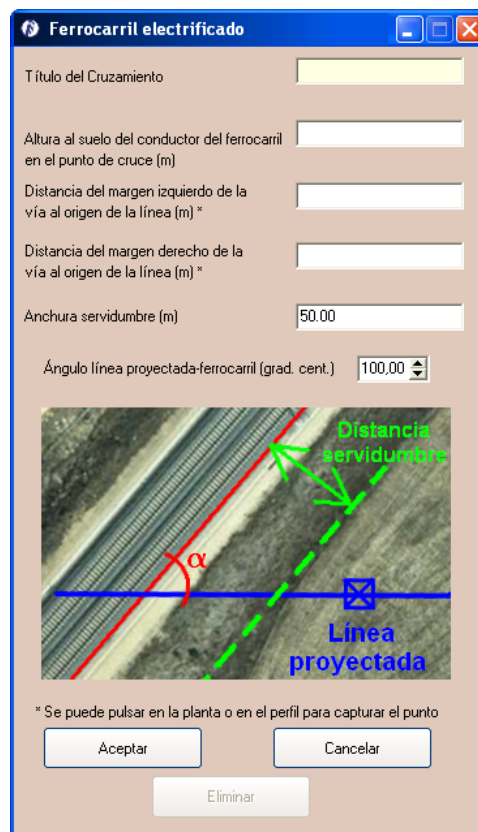 Ferrocarril electrificado
Título del Cruzamiento
Altura al suelo del conductor del ferrocarril
en el punto de cruce (m)
Distancia del margen izquierdo de la
vía al origen de la línea (m) *
Distancia del margen derecho de la
vía al origen de la línea (m) *
Anchura servidumbre (m)
50.00
Ángulo línea proyectada-ferrocarril (grad. cent.)
100,00
Distancia
servidumbre
α
Línea
proyectada
* Se puede pulsar en la planta o en el perfil para capturar el punto
Aceptar
Cancelar
Eliminar